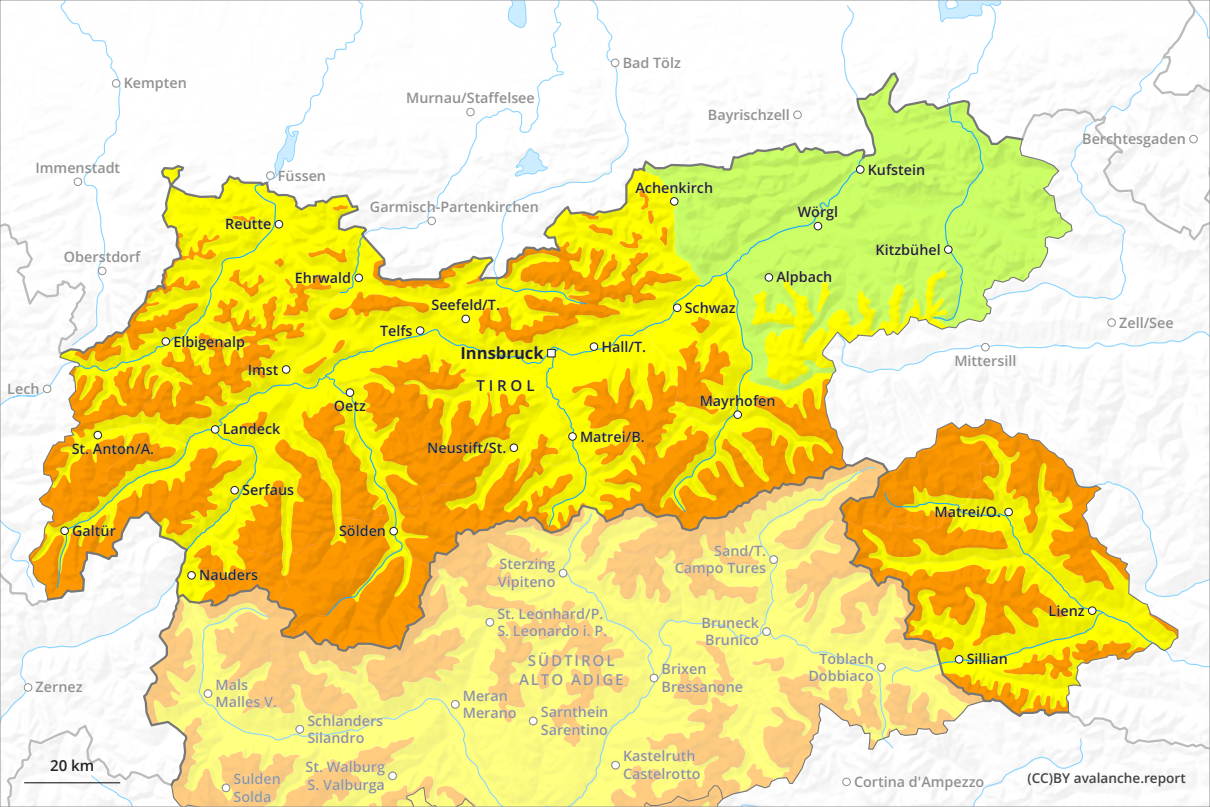 Bad Tölz
Kempten
Murnau/Staffelsee
Bayrischzell
Berchtesgaden
Immenstadt
Füssen
Kufstein
Achenkirch
Garmisch-Partenkirchen
Wörgl
Reutte
Kitzbühel
Oberstdorf
Ehrwald
Alpbach
Seefeld/T.
Schwaz
Zell/See
Telfs
Elbigenalp
Innsbruck
Hall/T.
Mittersill
Imst
TIROL
Lech
Oetz
Mayrhofen
Landeck
Matrei/B.
St. Anton/A.
Neustift/St.
Serfaus
Matrei/O.
Galtür
Sölden
Sand/T.
Campo Tures
Sterzing
Vipiteno
Nauders
St. Leonhard/P.
S. Leonardo i. P.
Lienz
Bruneck
Brunico
SÜDTIROL
ALTO ADIGE
Toblach
Dobbiaco
Sillian
Brixen
Bressanone
Zernez
Mals
Malles V.
Meran
Merano
Sarnthein
Sarentino
Schlanders
Silandro
Kastelruth
Castelrotto
St. Walburg
S. Valburga
Sulden
Solda
Cortina d'Ampezzo
20 km
(CC)BY avalanche.report